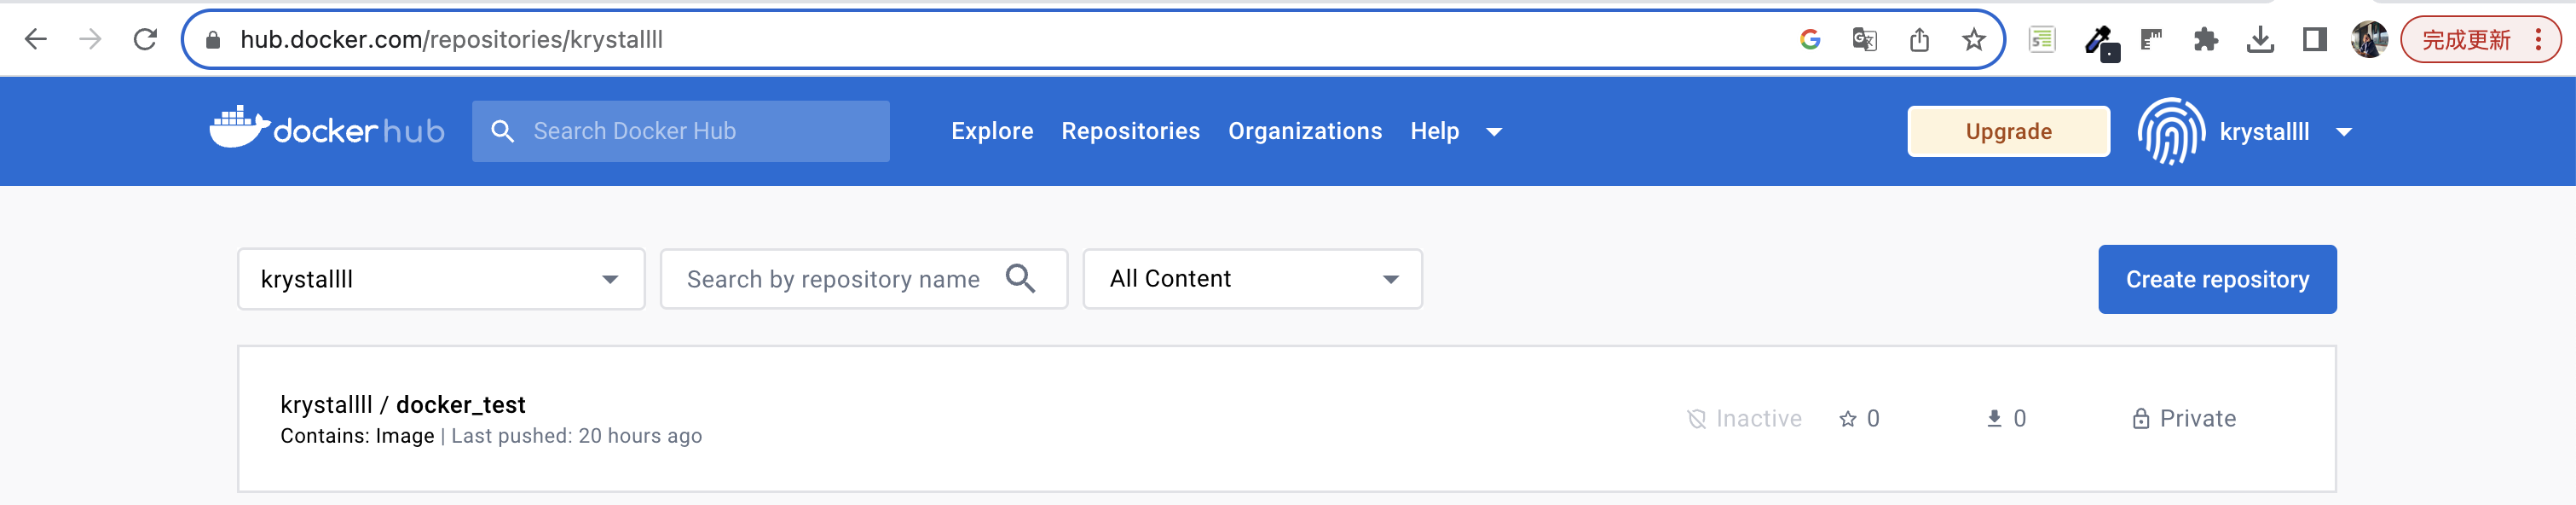 hub.docker.com/repositories/krystallll
完成更新
docker hub
Search Docker Hub
Explore Repositories Organizations Help
Upgrade
krystallll
krystallll
Search by repository name
All Content
Create repository
krystallll / docker_test
Contains: Image | Last pushed: 20 hours ago
Inactive
0
0
Private